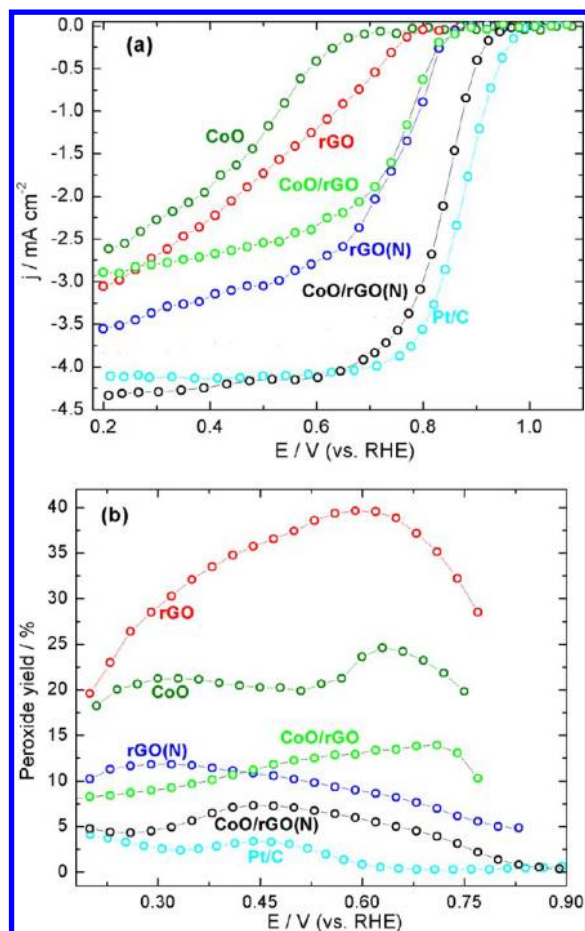 (a)
0.0
-0.5
-1.0
-1.5
-2.0
-2.5
-3.0
-3.5
-4.0
-4.5
j / mA cm⁻²
CoO
rGO
CoO/rGO
rGO(N)
CoO/rGO(N)
Pt/C
0.2 0.4 0.6 0.8 1.0
E / V (vs. RHE)
(b)
40
35
30
25
20
15
10
5
0
Peroxide yield / %
rGO
CoO
rGO(N)
CoO/rGO
CoO/rGO(N)
Pt/C
0.30 0.45 0.60 0.75 0.90
E / V (vs. RHE)